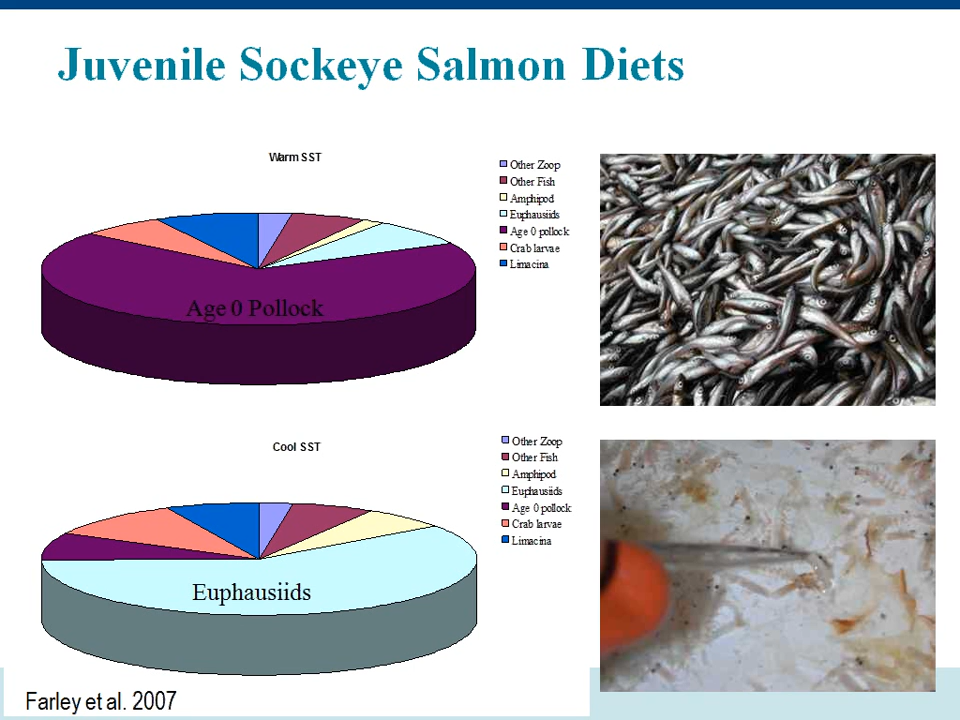 Juvenile Sockeye Salmon Diets
Warm SST
Other Zoop
Other Fish
Amphipod
Euphausiids
Age 0 pollock
Crab larvae
Limacina
Age 0 Pollock
Cool SST
Other Zoop
Other Fish
Amphipod
Euphausiids
Age 0 pollock
Crab larvae
Limacina
Euphausiids
Farley et al. 2007